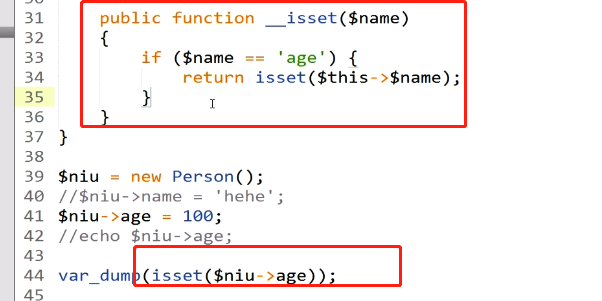 31 public function __isset($name)
32 {
33 if ($name == 'age') {
34 return isset($this->$name);
35 }
36 }
37 }
38
39 $niu = new Person();
40 //$niu->name = 'hehe';
41 $niu->age = 100;
42 //echo $niu->age;
43
44 var_dump(isset($niu->age));